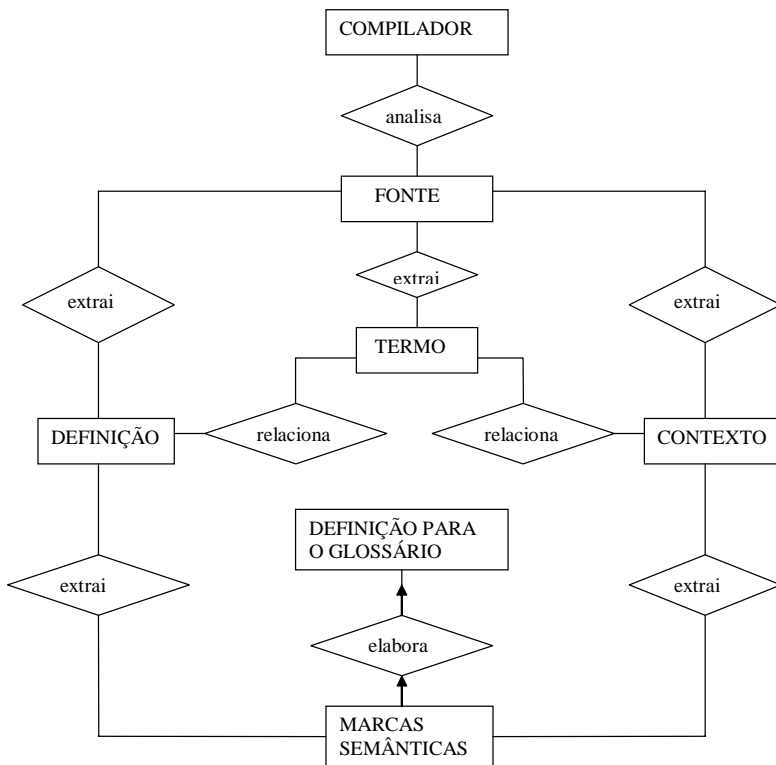 COMPILADOR
analisa
FONTE
extrai
extrai
extrai
TERMO
DEFINIÇÃO
relaciona
relaciona
CONTEXTO
DEFINIÇÃO PARA
O GLOSSÁRIO
extrai
extrai
elabora
MARCAS
SEMÂNTICAS